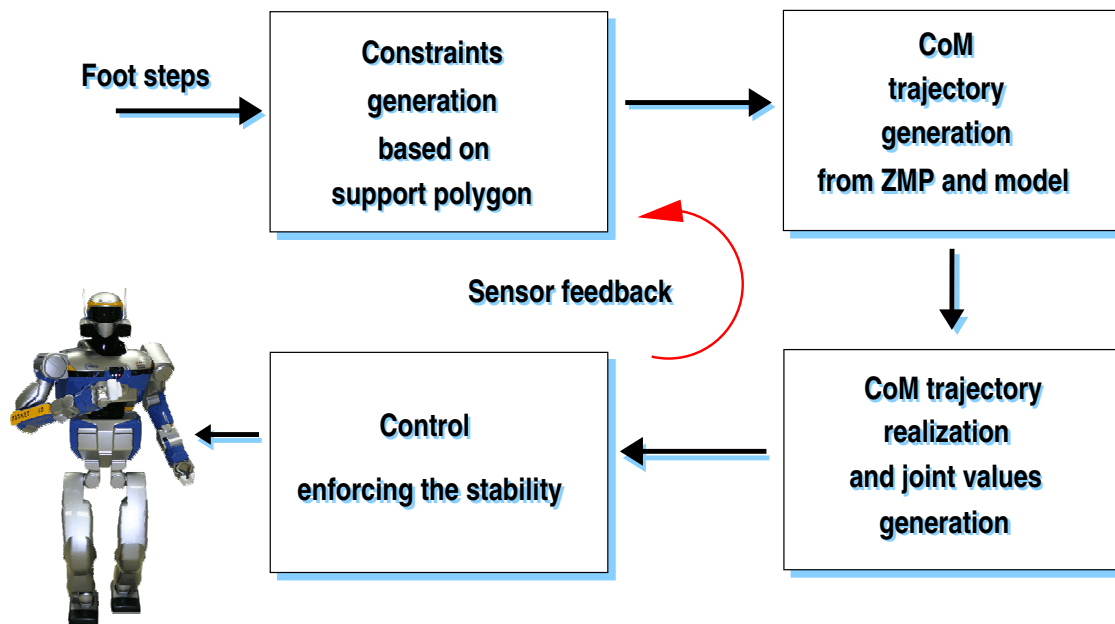 Foot steps
Constraints
generation
based on
support polygon
CoM
trajectory
generation
from ZMP and model
Sensor feedback
CoM trajectory
realization
and joint values
generation
Control
enforcing the stability